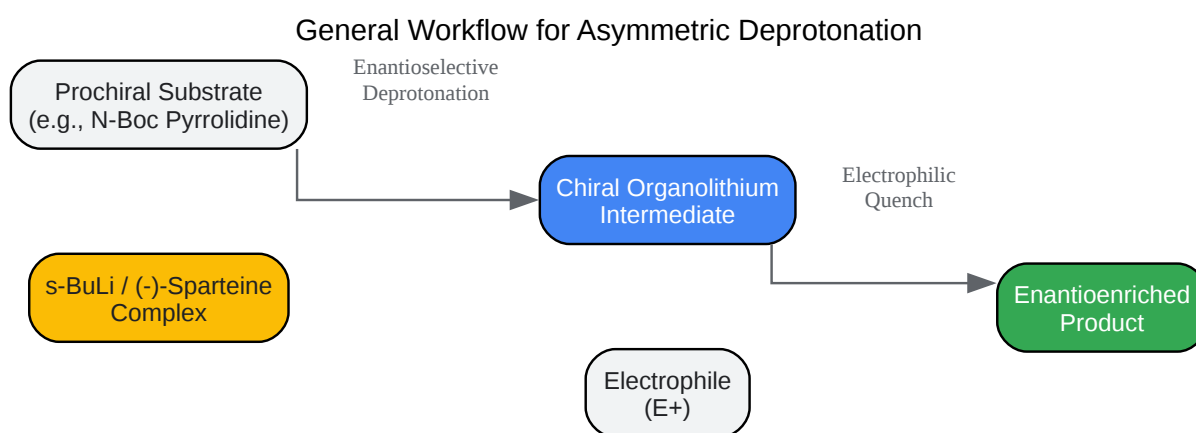 General Workflow for Asymmetric Deprotonation
Prochiral Substrate
(e.g., N-Boc Pyrrolidine)
Enantioselective
Deprotonation
Chiral Organolithium
Intermediate
Electrophilic
Quench
s-BuLi / (-)-Sparteine
Complex
Enantioenriched
Product
Electrophile
(E+)